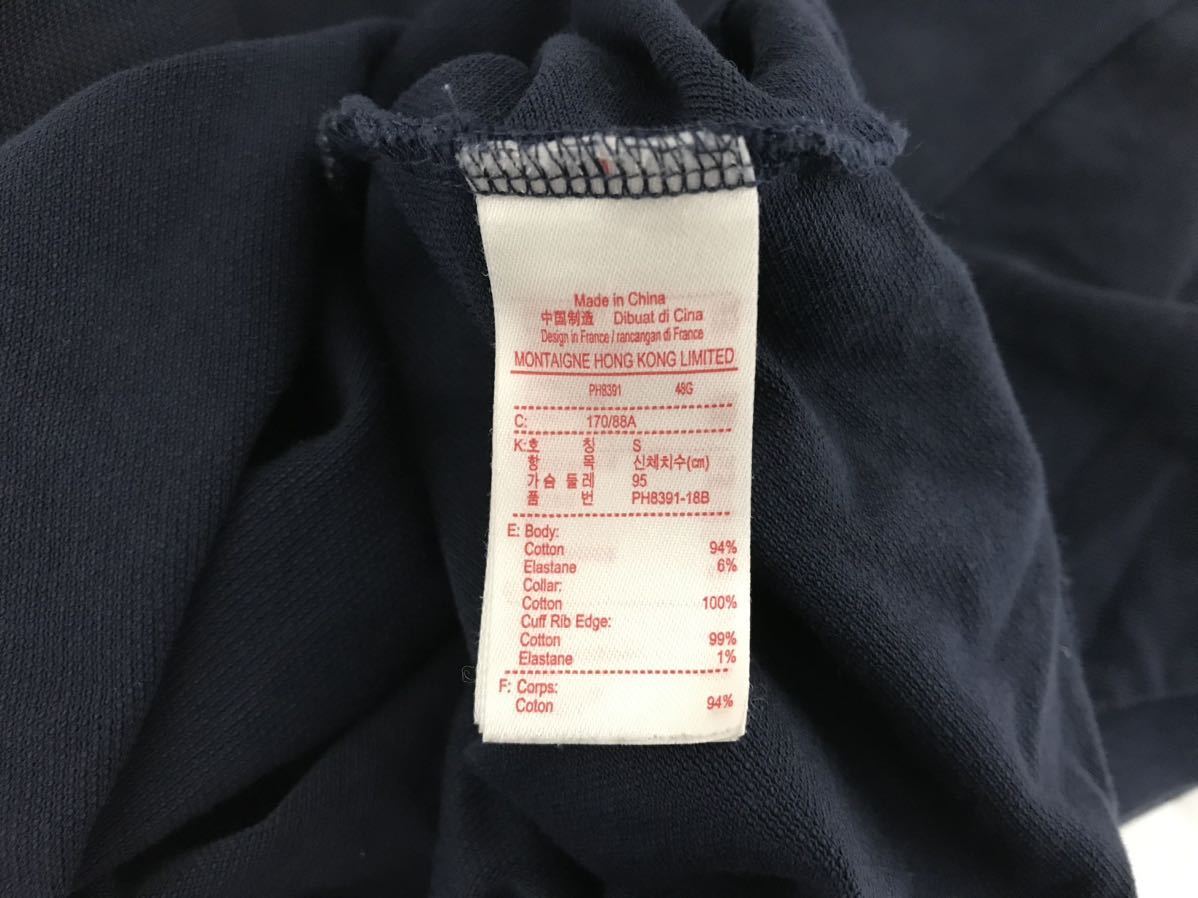 Made in China
中国制造 Dibuat di Cina
Design in France / rancangan di France
MONTAIGNE HONG KONG LIMITED
PH8391 48G
C: 170/88A
K:호 칭 S
항 목 신체치수(㎝)
가슴 둘레 95
품 번 PH8391-18B
E: Body:
Cotton 94%
Elastane 6%
Collar:
Cotton 100%
Cuff Rib Edge:
Cotton 99%
Elastane 1%
F: Corps:
Coton 94%